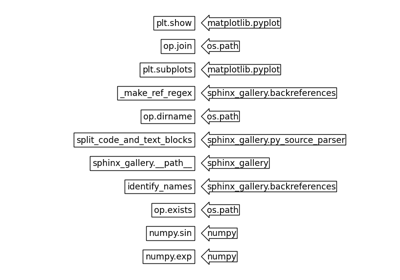 plt.show matplotlib.pyplot
op.join os.path
plt.subplots matplotlib.pyplot
_make_ref_regex sphinx_gallery.backreferences
op.dirname os.path
split_code_and_text_blocks sphinx_gallery.py_source_parser
sphinx_gallery.__path__ sphinx_gallery
identify_names sphinx_gallery.backreferences
op.exists os.path
numpy.sin numpy
numpy.exp numpy